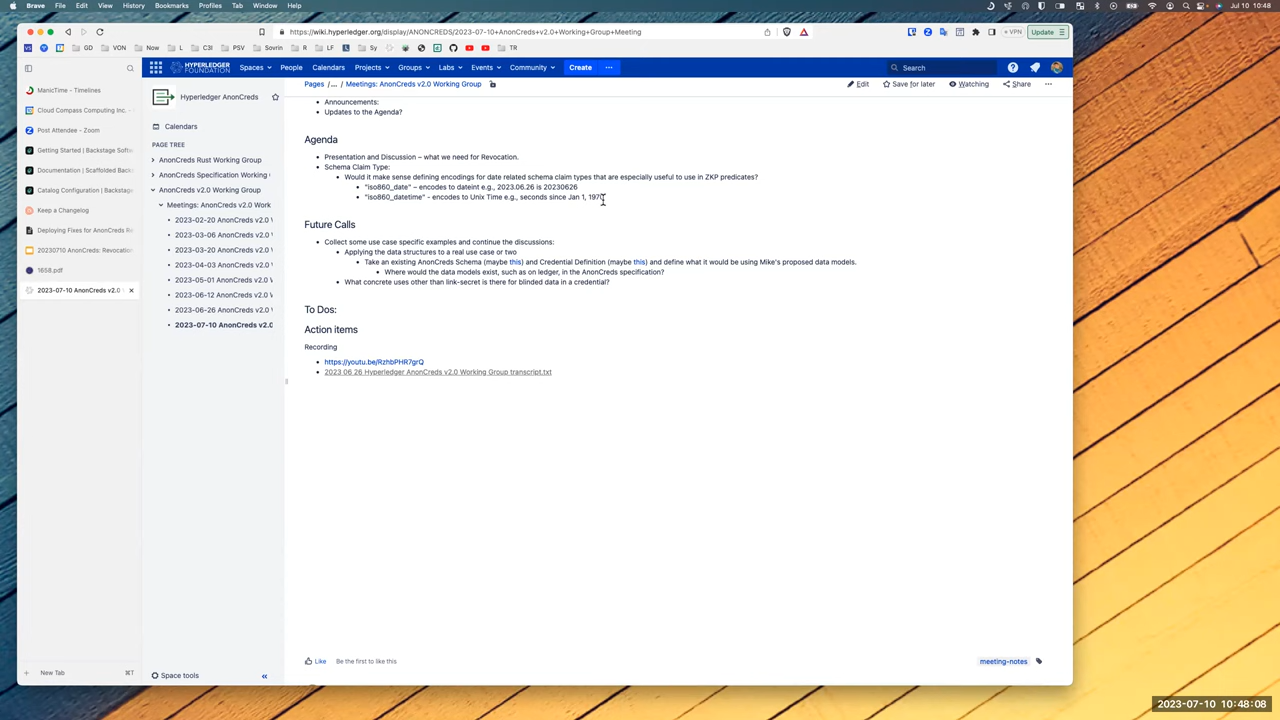 Brave File Edit View History Bookmarks Profiles Tab Window Help
Jul 10 10:48
https://wiki.hyperledger.org/display/ANONCREDS/2023-07-10+AnonCreds+v2.0+Working+Group+Meeting
VPN Update
GD VON Now L C3I PSV Sovrin R LF Sy TR
HYPERLEDGER FOUNDATION Spaces People Calendars Projects Groups Labs Events Community Create ... Search
ManicTime - Timelines
Cloud Compass Computing Inc. -
Post Attendee - Zoom
Getting Started | Backstage Softw
Documentation | Scaffolded Back
Catalog Configuration | Backstage
Keep a Changelog
Deploying Fixes for AnonCreds R
20230710 AnonCreds: Revocation
1658.pdf
2023-07-10 AnonCreds v2.0
New Tab ⌘T
Hyperledger AnonCreds
Calendars
PAGE TREE
AnonCreds Rust Working Group
AnonCreds Specification Working
AnonCreds v2.0 Working Group
Meetings: AnonCreds v2.0 Work
2023-02-20 AnonCreds v2.0
2023-03-06 AnonCreds v2.0
2023-03-20 AnonCreds v2.0
2023-04-03 AnonCreds v2.0
2023-05-01 AnonCreds v2.0
2023-06-12 AnonCreds v2.0
2023-06-26 AnonCreds v2.0
2023-07-10 AnonCreds v2.0
Space tools
Pages /... / Meetings: AnonCreds v2.0 Working Group
Edit Save for later Watching Share ...
Announcements:
Updates to the Agenda?
Agenda
Presentation and Discussion – what we need for Revocation.
Schema Claim Type:
Would it make sense defining encodings for date related schema claim types that are especially useful to use in ZKP predicates?
"iso860_date" – encodes to dateint e.g., 2023.06.26 is 20230626
"iso860_datetime" - encodes to Unix Time e.g., seconds since Jan 1, 1970
Future Calls
Collect some use case specific examples and continue the discussions:
Applying the data structures to a real use case or two
Take an existing AnonCreds Schema (maybe this) and Credential Definition (maybe this) and define what it would be using Mike's proposed data models.
Where would the data models exist, such as on ledger, in the AnonCreds specification?
What concrete uses other than link-secret is there for blinded data in a credential?
To Dos:
Action items
Recording
https://youtu.be/RzhbPHR7grQ
2023 06 26 Hyperledger AnonCreds v2.0 Working Group transcript.txt
Like Be the first to like this
meeting-notes
2023-07-10 10:48:08